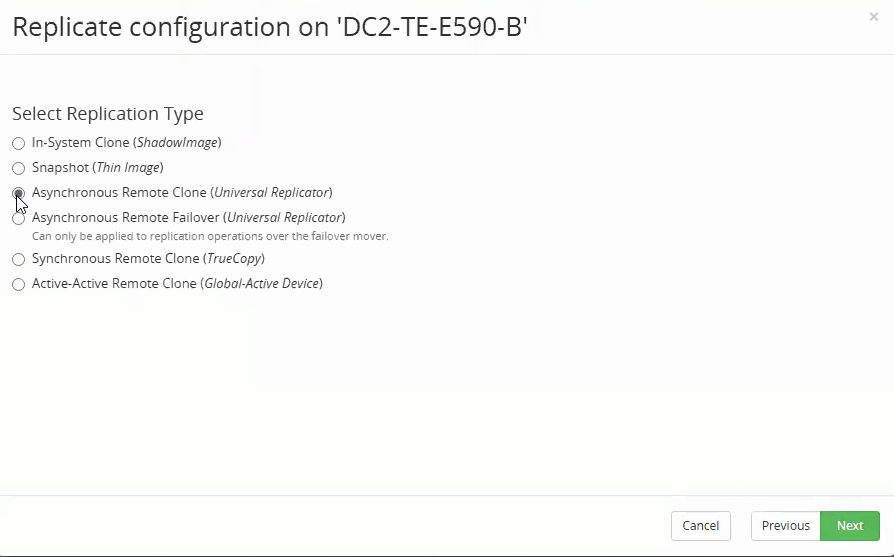 Replicate configuration on 'DC2-TE-E590-B'
×
Select Replication Type
In-System Clone (ShadowImage)
Snapshot (Thin Image)
Asynchronous Remote Clone (Universal Replicator)
Asynchronous Remote Failover (Universal Replicator)
Can only be applied to replication operations over the failover mover.
Synchronous Remote Clone (TrueCopy)
Active-Active Remote Clone (Global-Active Device)
Cancel Previous Next